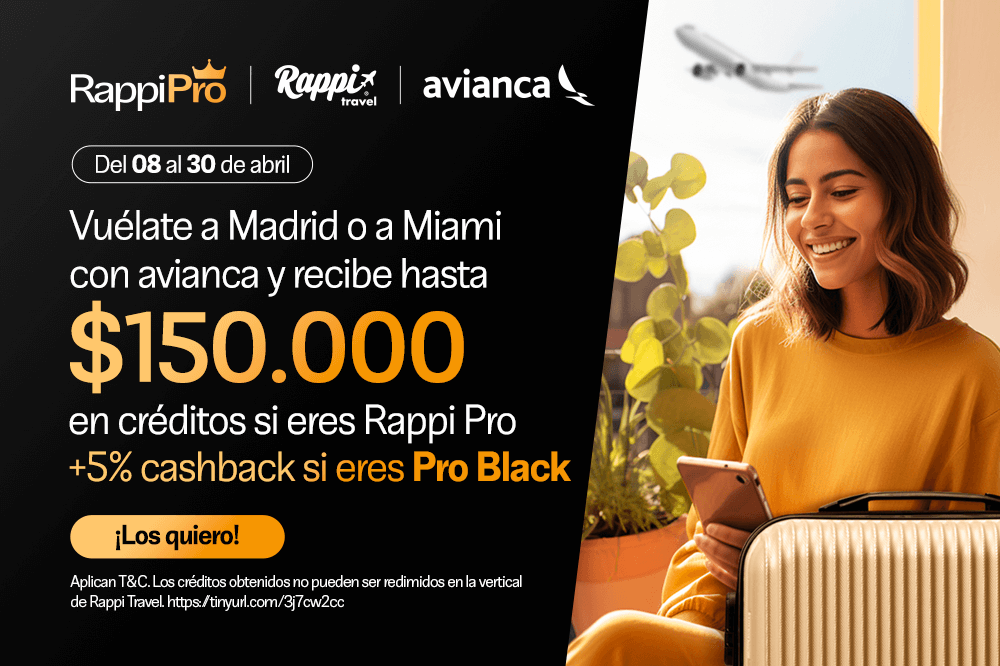 RappiPro
Rappi travel
avianca
Del 08 al 30 de abril
Vuélate a Madrid o a Miami
con avianca y recibe hasta
$150.000
en créditos si eres Rappi Pro
+5% cashback si eres Pro Black
¡Los quiero!
Aplican T&C. Los créditos obtenidos no pueden ser redimidos en la vertical
de Rappi Travel. https://tinyurl.com/3j7cw2cc